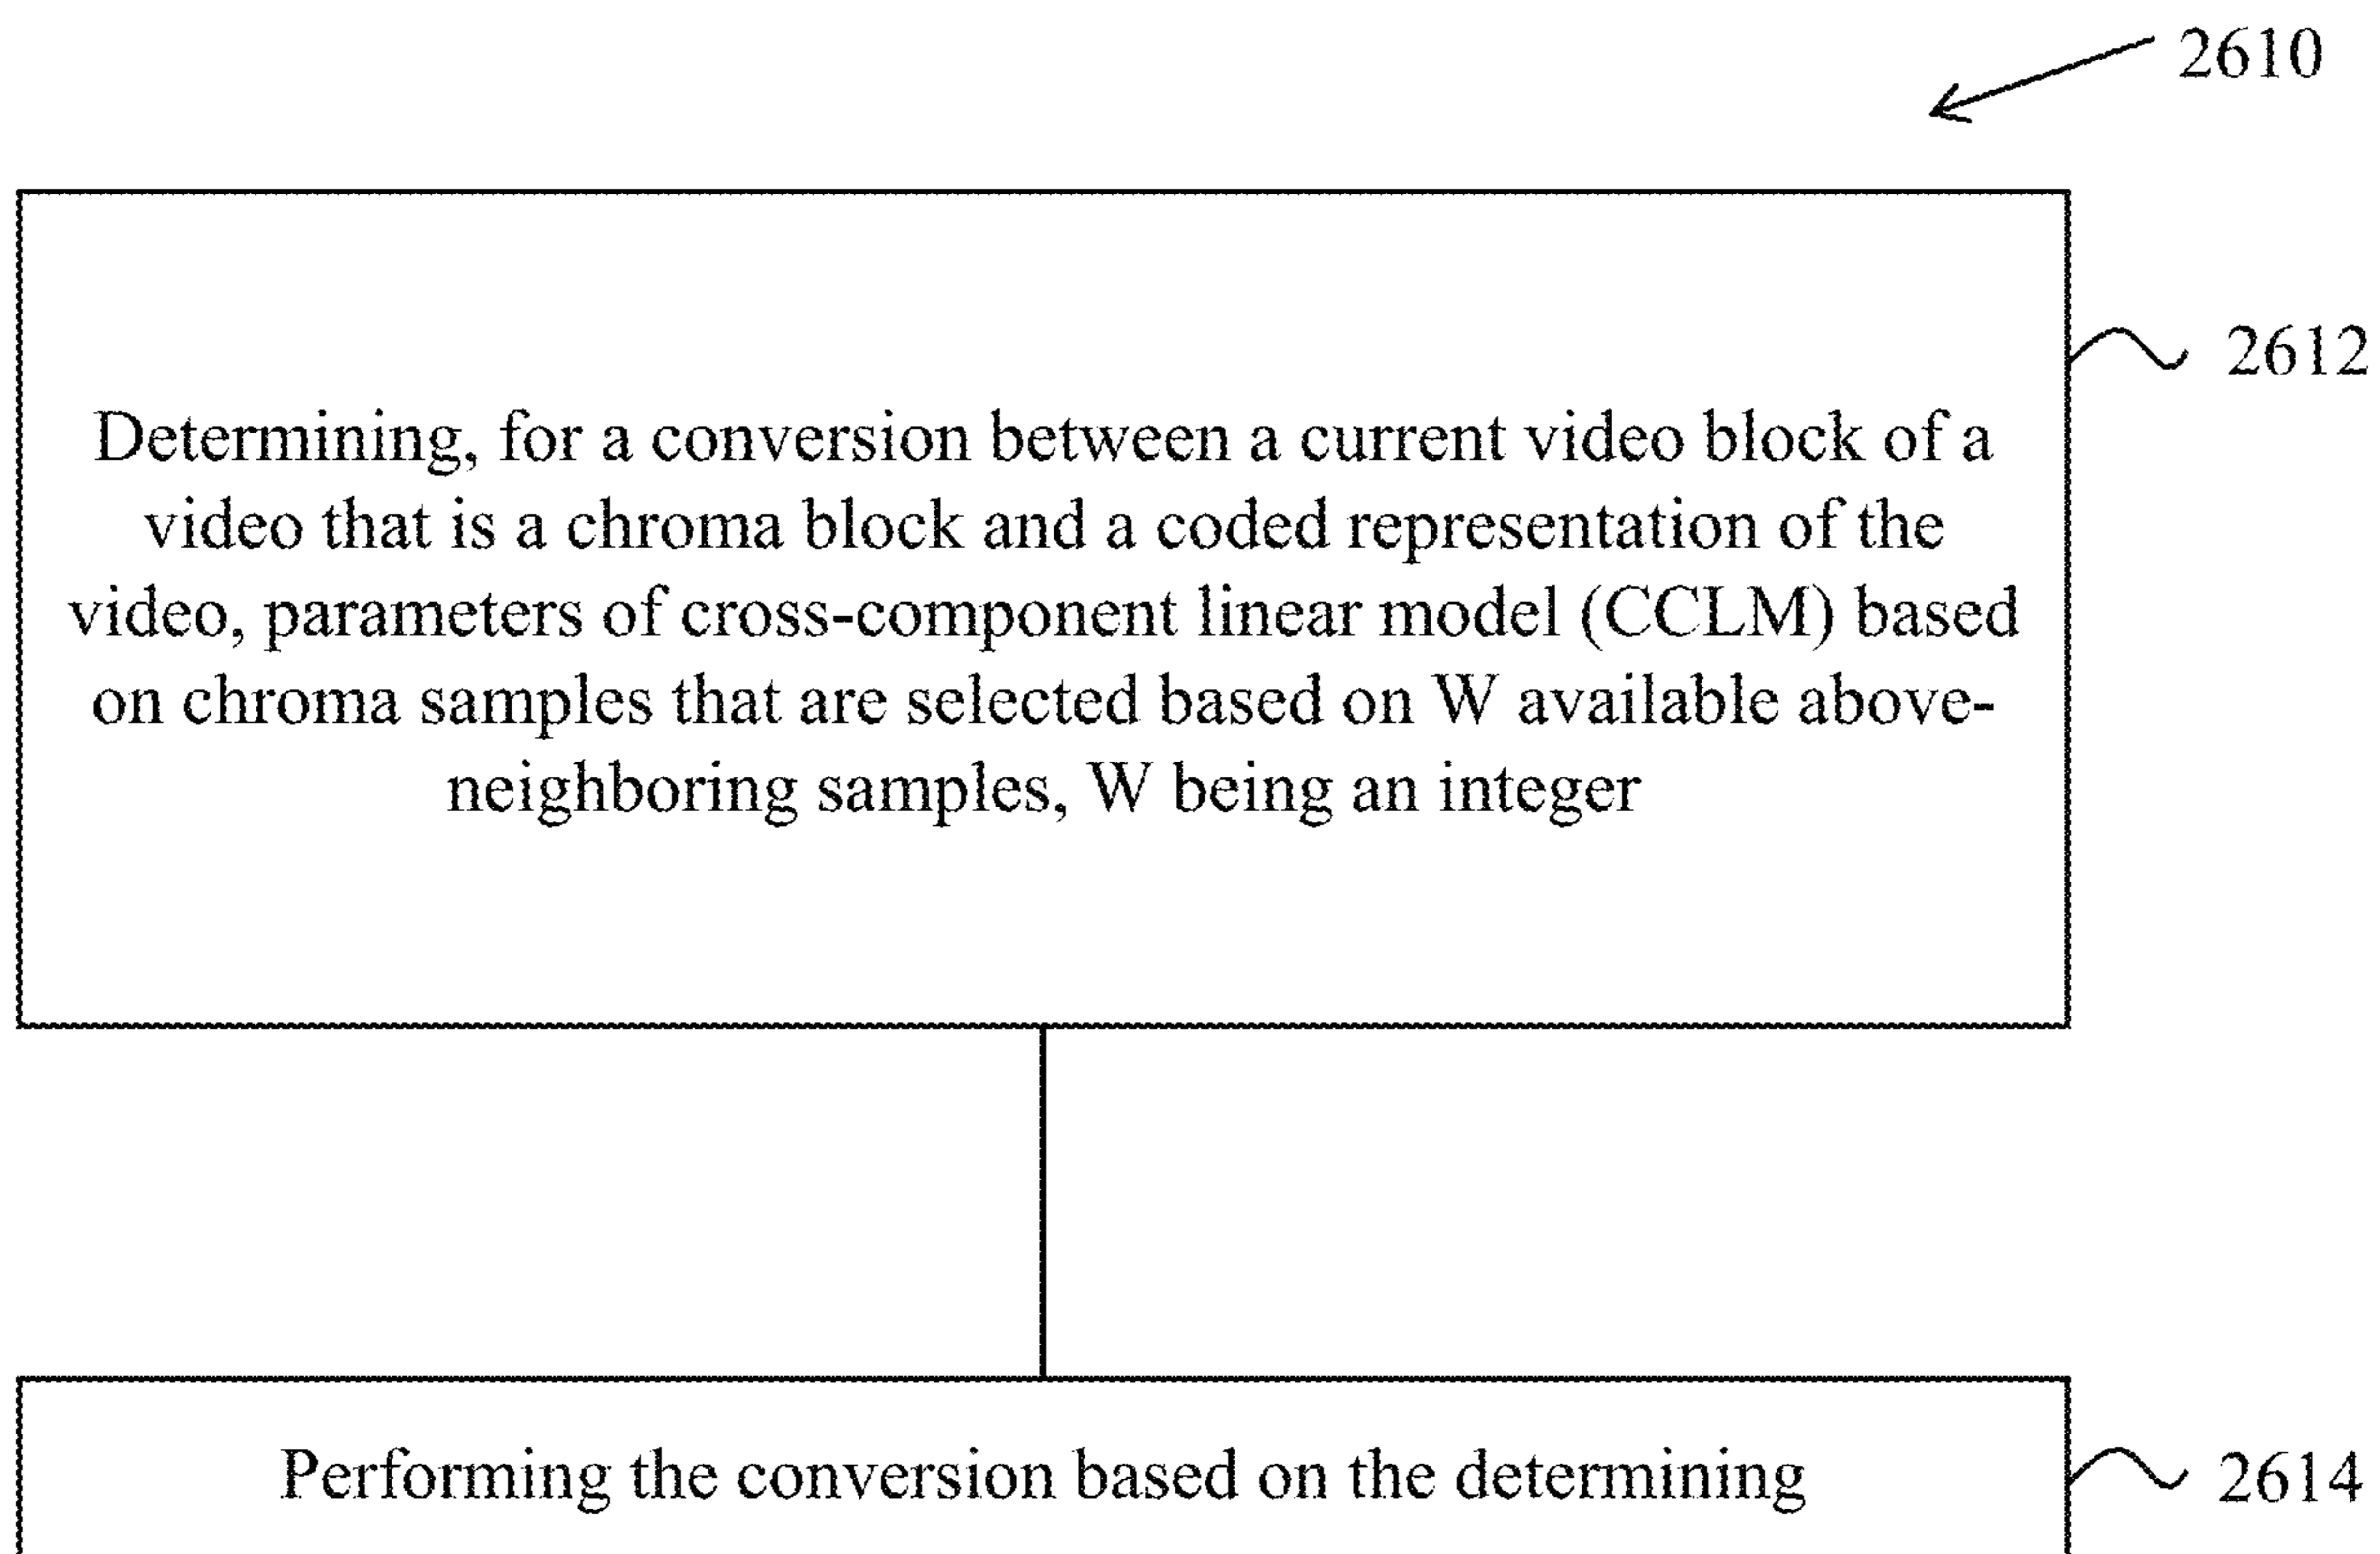 2610
2612
Determining, for a conversion between a current video block of a
video that is a chroma block and a coded representation of the
video, parameters of cross-component linear model (CCLM) based
on chroma samples that are selected based on W available above-
neighboring samples, W being an integer
Performing the conversion based on the determining
2614